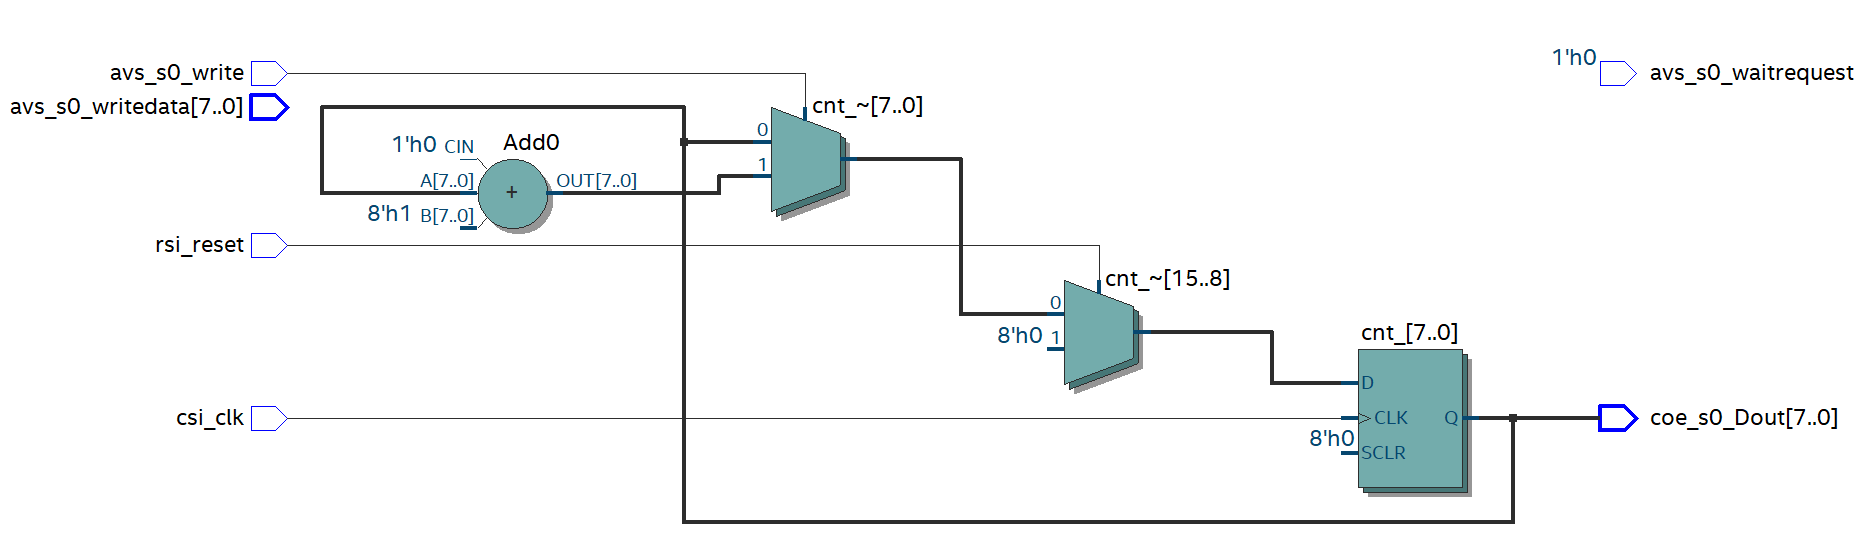 1'h0
avs_s0_write
avs_s0_waitrequest
avs_s0_writedata[7..0]
cnt_~[7..0]
0
1'h0 CIN
Add0
1
A[7..0]
+
OUT[7..0]
8'h1 B[7..0]
rsi_reset
cnt_~[15..8]
0
8'h0 1
cnt_[7..0]
D
csi_clk
CLK
Q
coe_s0_Dout[7..0]
8'h0
SCLR